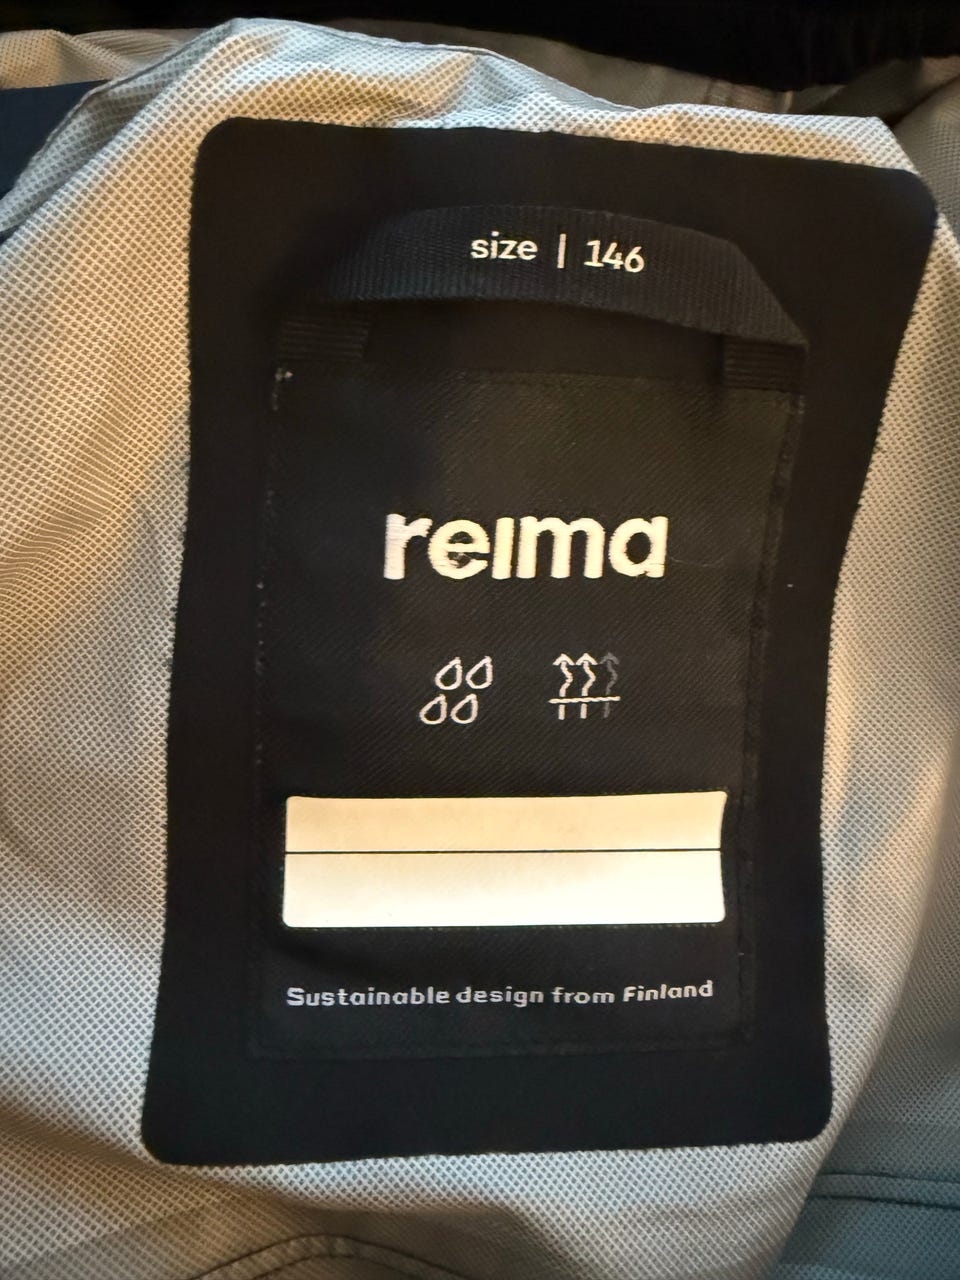 size | 146
reima
Sustainable design from Finland